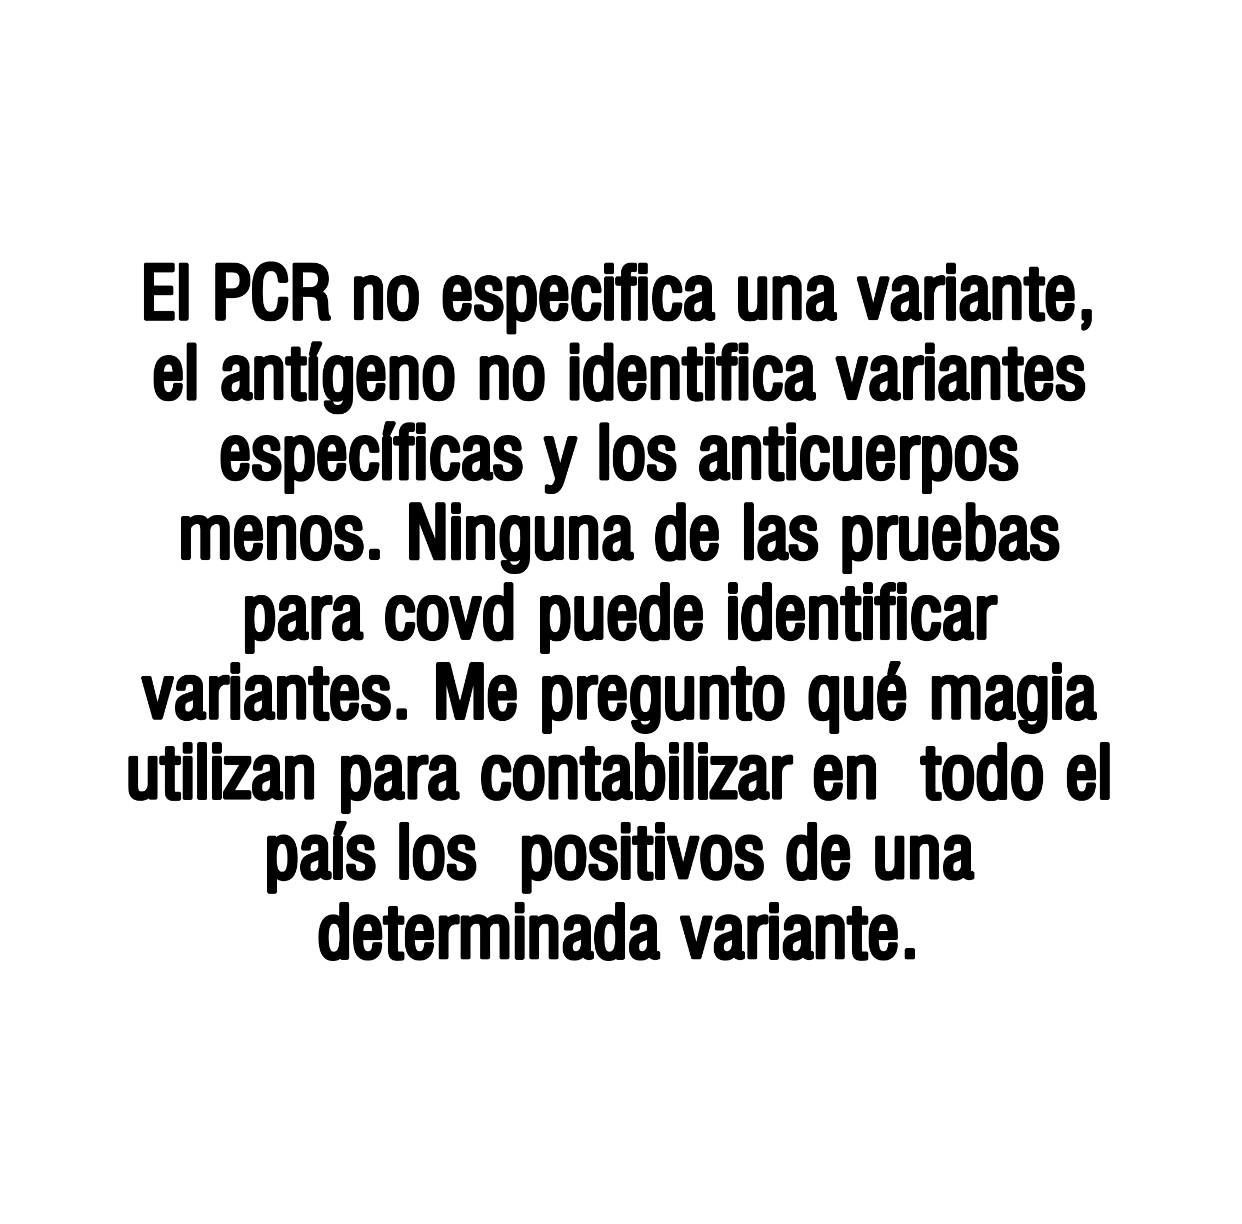 El PCR no especifica una variante,
el antígeno no identifica variantes
específicas y los anticuerpos
menos. Ninguna de las pruebas
para covd puede identificar
variantes. Me pregunto qué magia
utilizan para contabilizar en  todo el
país los  positivos de una
determinada variante.